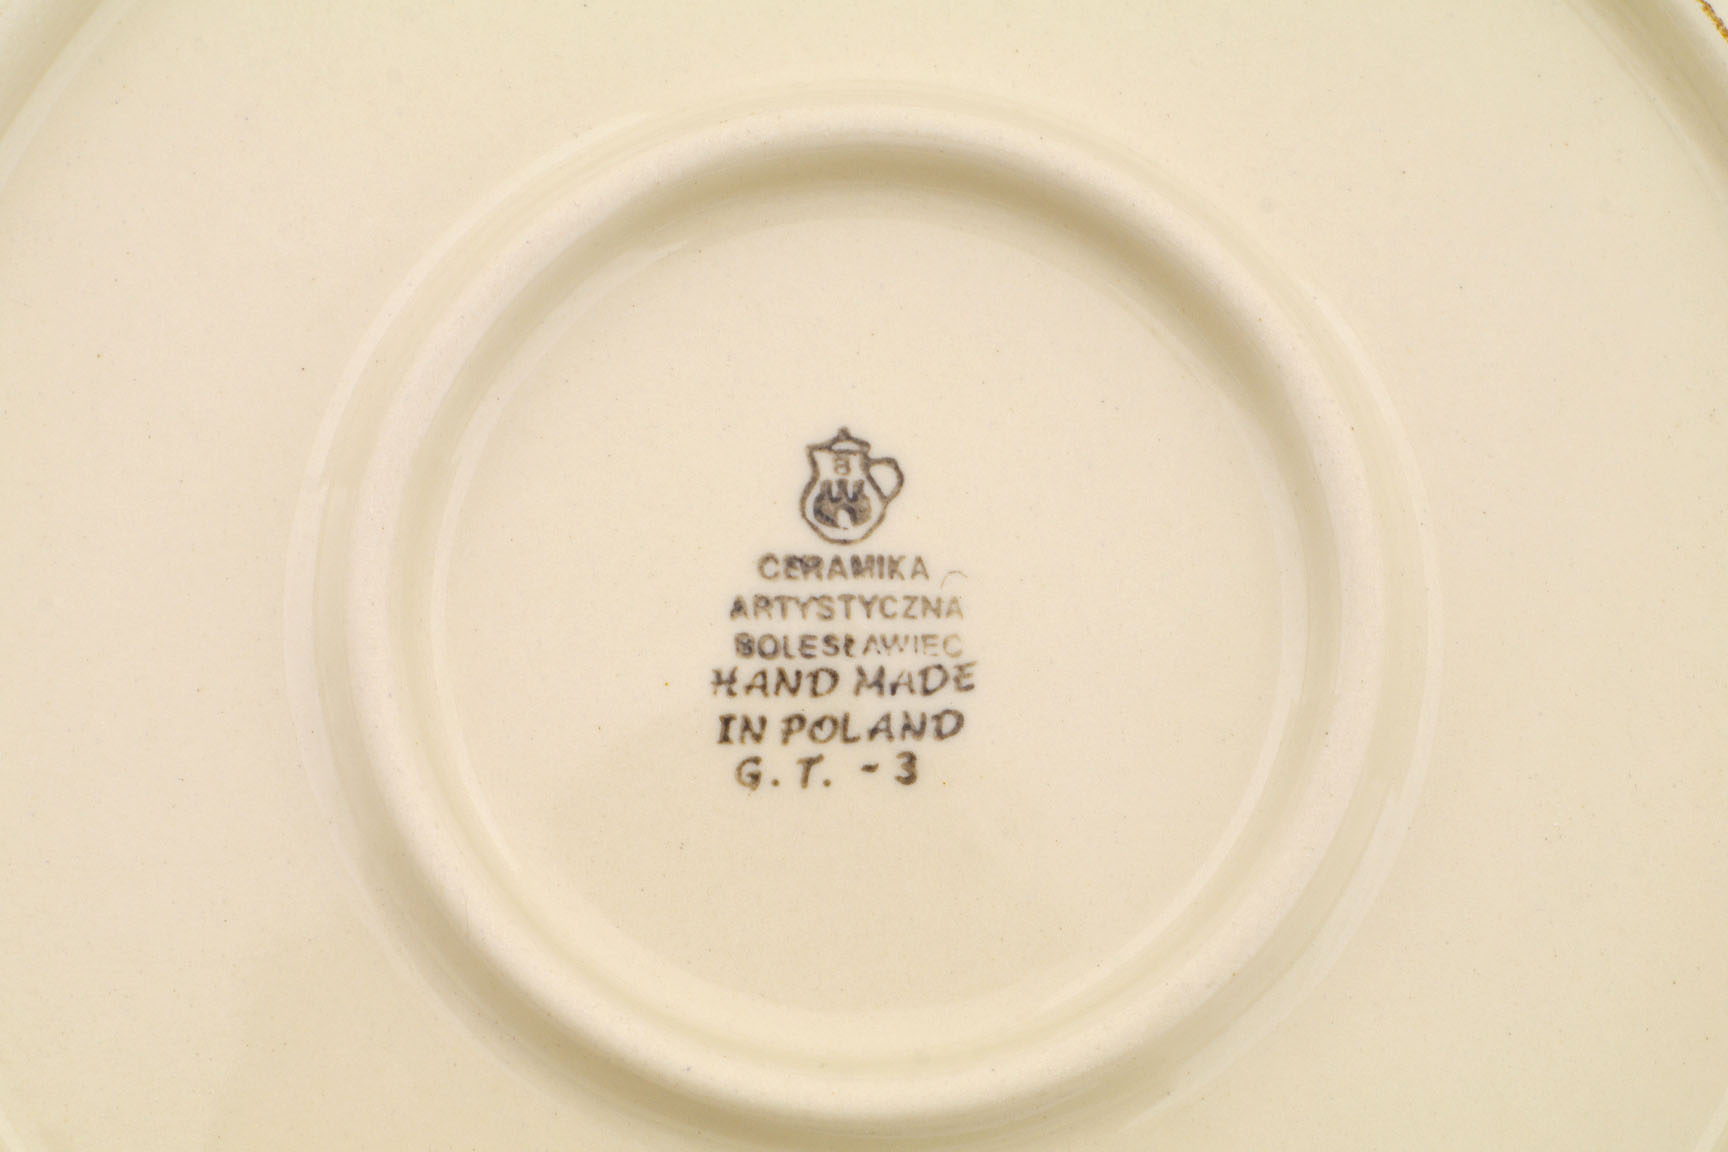 B
CERAMIKA
ARTYSTYCZNA
BOLESŁAWIEC
HAND MADE
IN POLAND
G. T. - 3